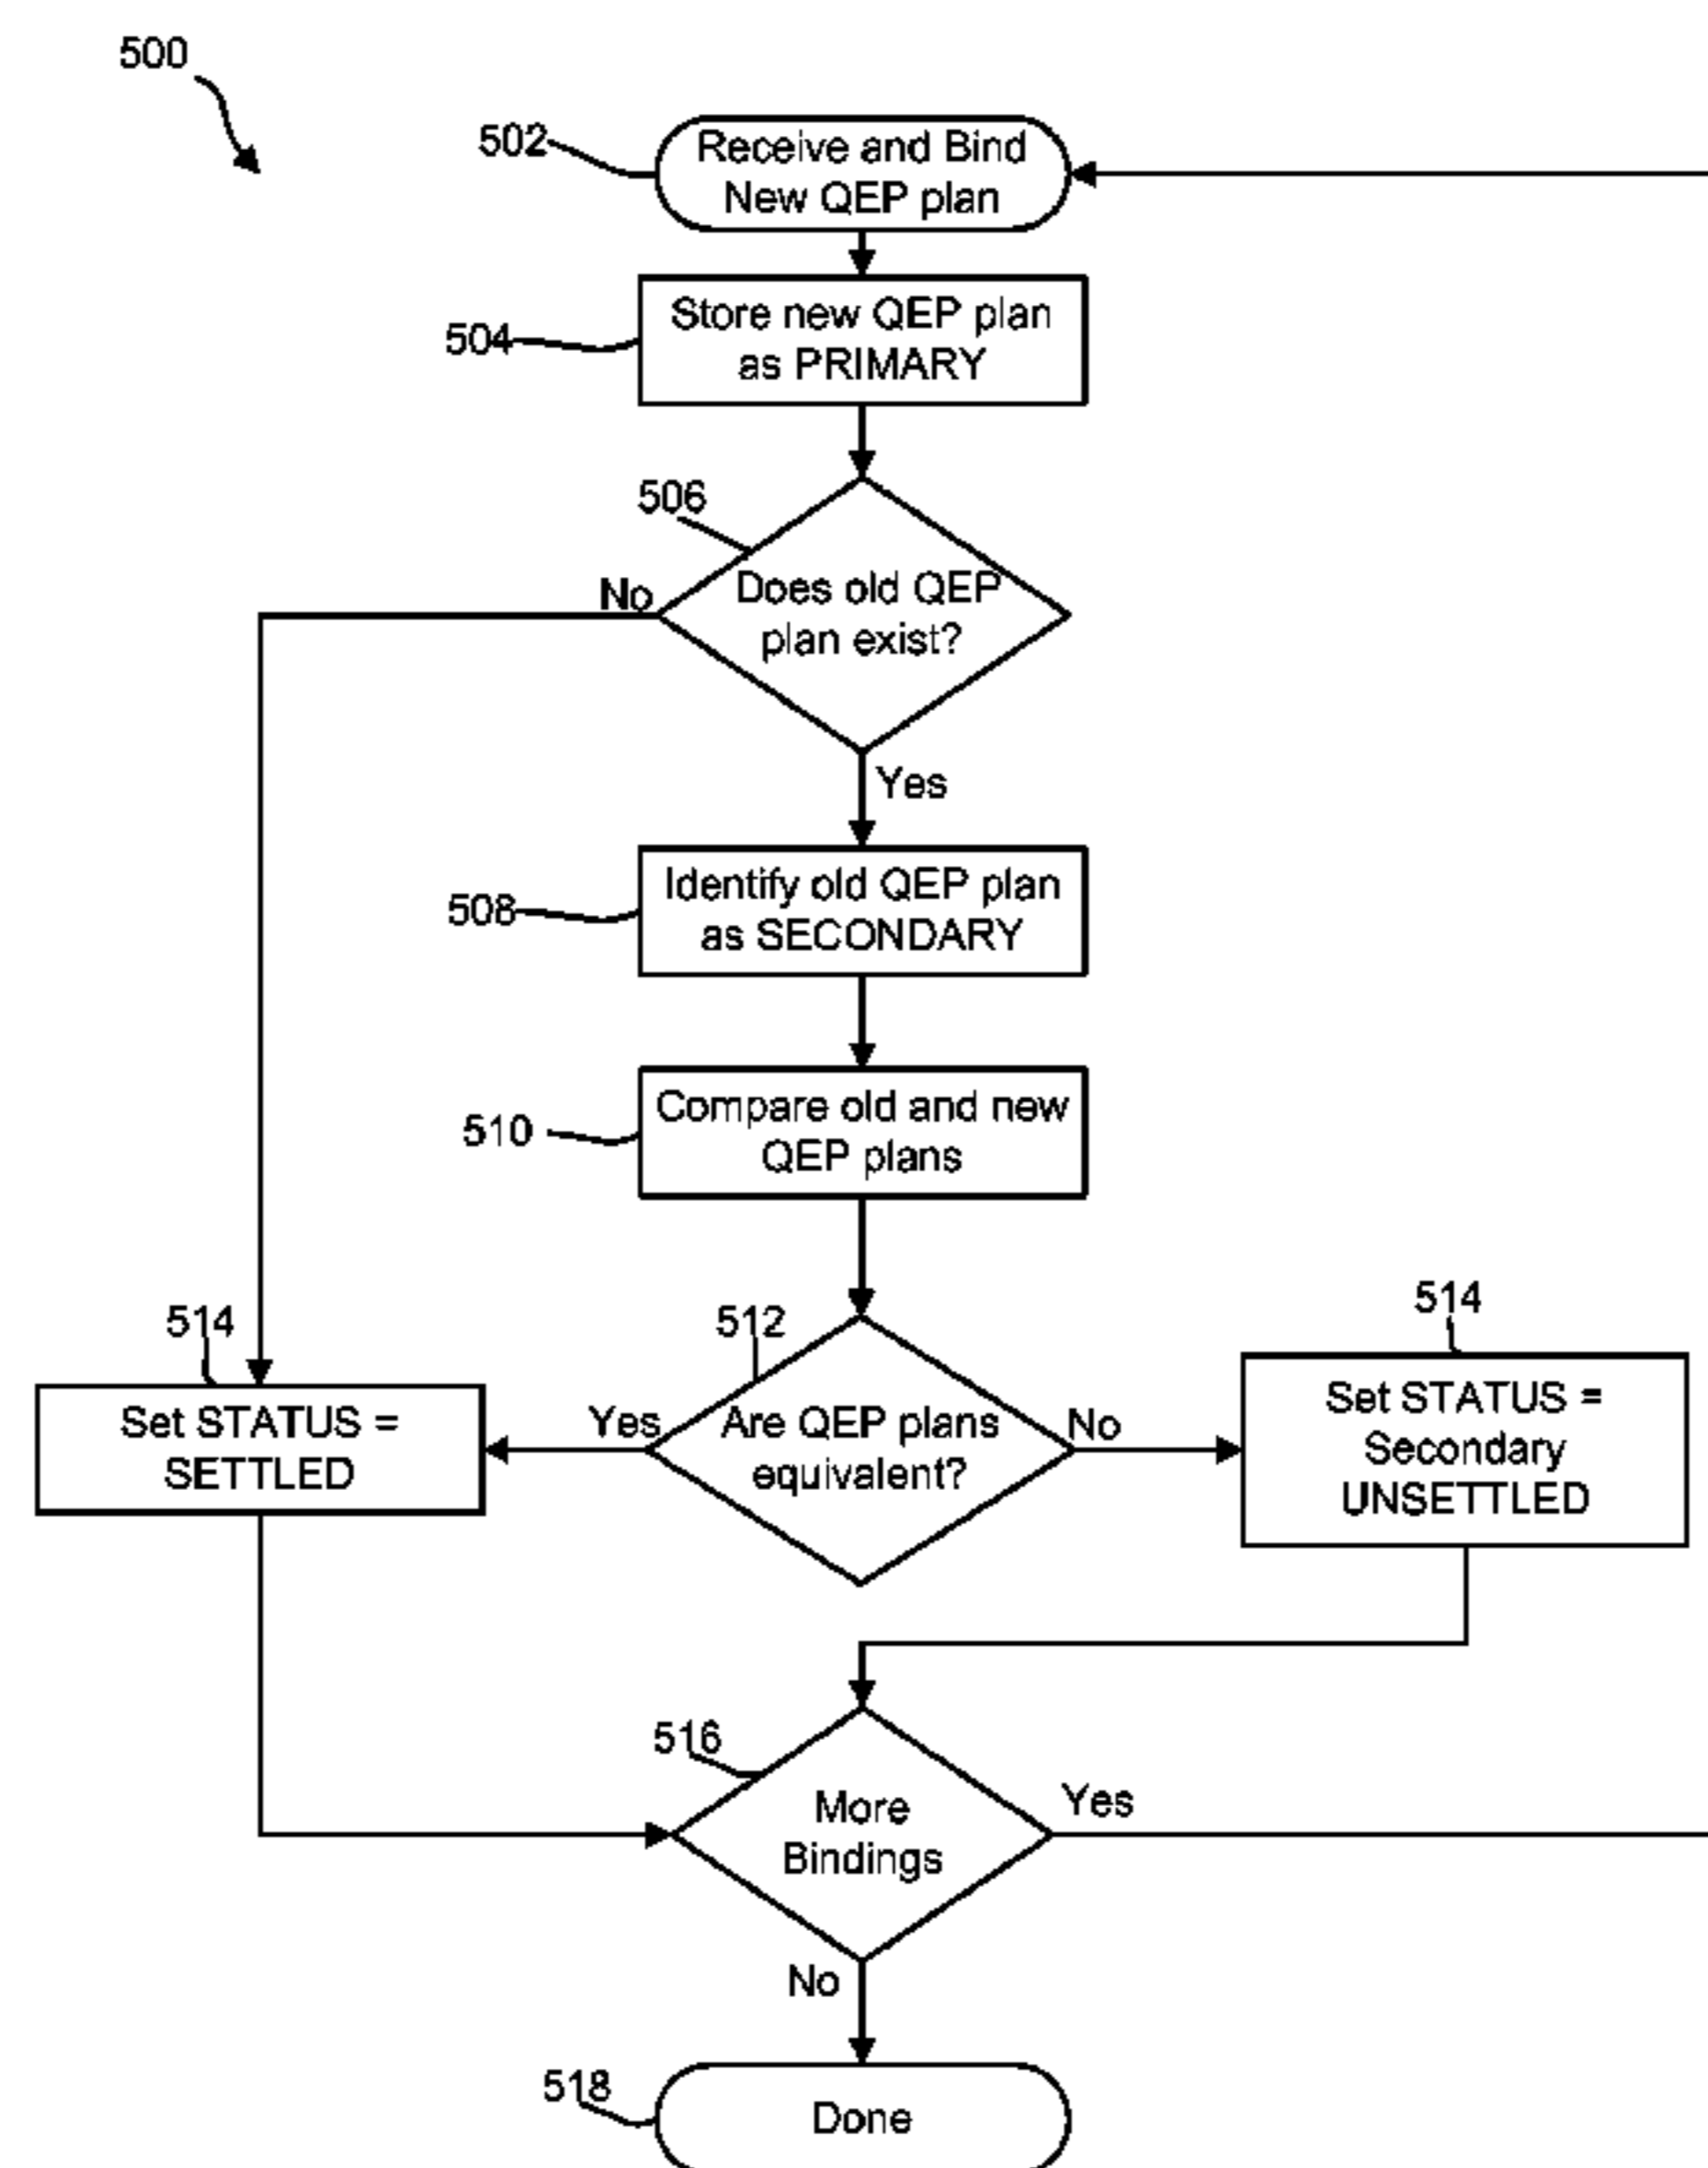 500
502
Receive and Bind
New QEP plan
504
Store new QEP plan
as PRIMARY
506
No
Does old QEP
plan exist?
Yes
508
Identify old QEP plan
as SECONDARY
510
Compare old and new
QEP plans
514
Set STATUS =
SETTLED
512
Yes
Are QEP plans
equivalent?
No
514
Set STATUS =
Secondary
UNSETTLED
516
More
Bindings
Yes
No
518
Done